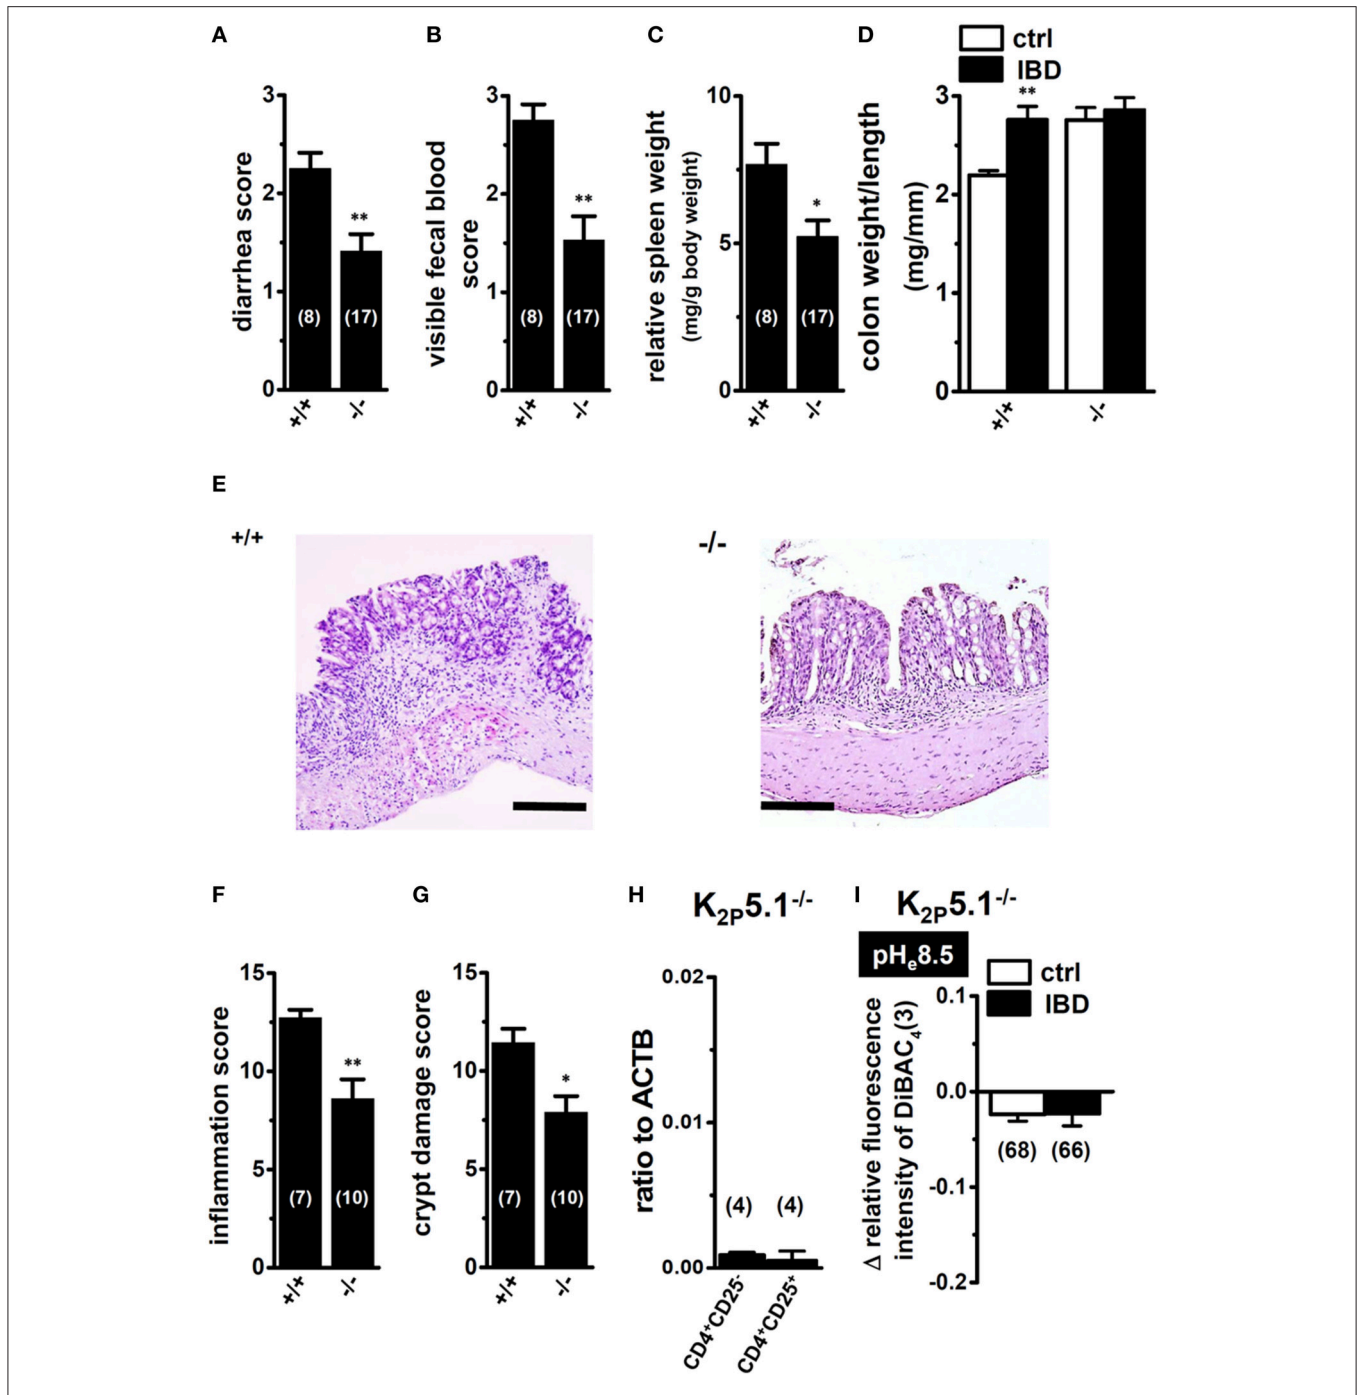 A
diarrhea score
3
2
1
0
(8)
**
(17)
+/+
-/-
B
visible fecal blood
score
3
2
1
0
(8)
**
(17)
+/+
-/-
C
relative spleen weight
(mg/g body weight)
10
5
0
(8)
*
(17)
+/+
-/-
D
ctrl
IBD
colon weight/length
(mg/mm)
3
2
1
0
**
+/+
-/-
E
+/+
-/-
F
inflammation score
15
10
5
0
(7)
**
(10)
+/+
-/-
G
crypt damage score
15
10
5
0
(7)
*
(10)
+/+
-/-
H
K₂P5.1⁻/⁻
ratio to ACTB
0.02
0.01
0.00
(4)
(4)
CD4⁺CD25⁻
CD4⁺CD25⁺
I
K₂P5.1⁻/⁻
pHₑ8.5
ctrl
IBD
Δ relative fluorescence
intensity of DiBAC₄(3)
0.1
0.0
-0.1
-0.2
(68)
(66)